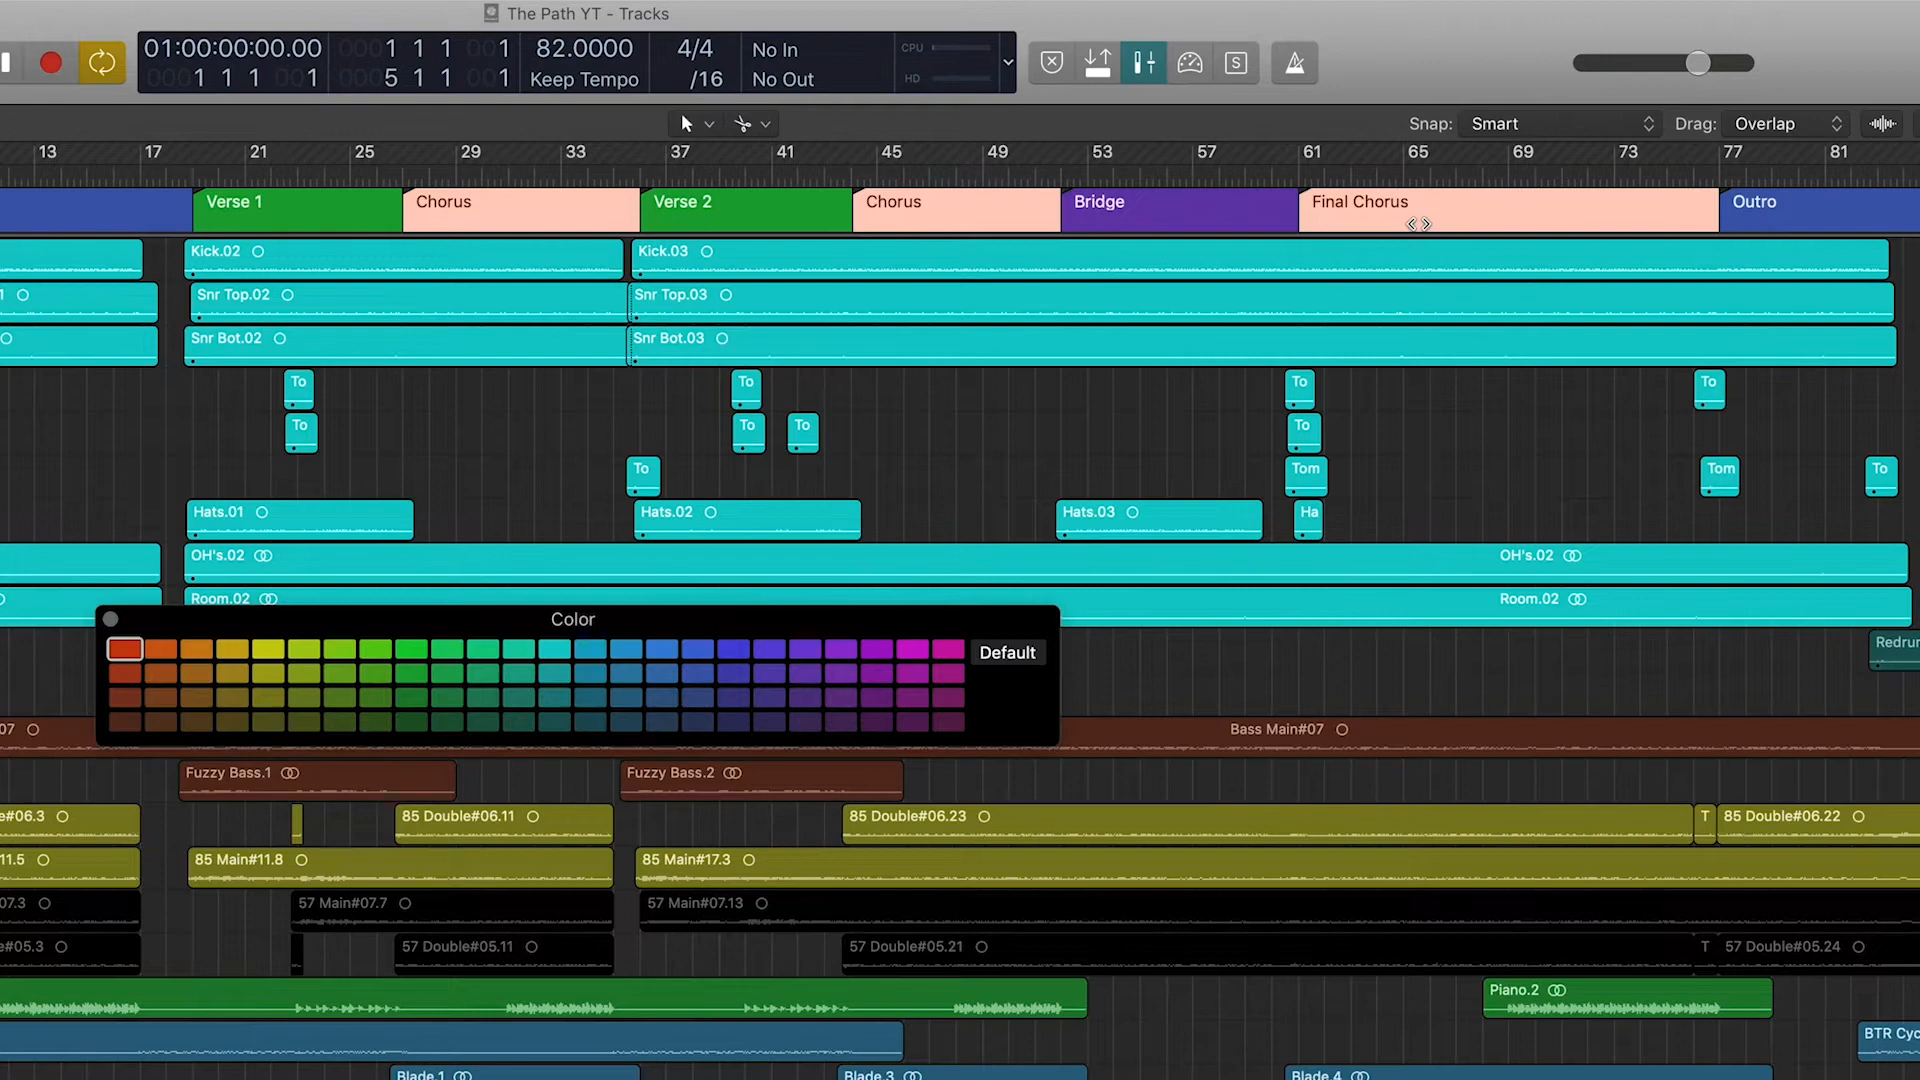 The Path YT - Tracks
01:00:00:00.00
1 1 1 1
82.0000
4/4
No In
CPU
1 1 1 1
5 1 1 1
Keep Tempo
/16
No Out
HD
S
Snap: Smart
Drag: Overlap
13 17 21 25 29 33 37 41 45 49 53 57 61 65 69 73 77 81
Verse 1
Chorus
Verse 2
Chorus
Bridge
Final Chorus
Outro
Kick.02
Kick.03
1
Snr Top.02
Snr Top.03
Snr Bot.02
Snr Bot.03
To
To
To
To
To
To
To
To
To
Tom
Tom
To
Hats.01
Hats.02
Hats.03
Ha
OH's.02
OH's.02
Room.02
Room.02
Color
Default
Redrur
07
Bass Main#07
Fuzzy Bass.1
Fuzzy Bass.2
e#06.3
85 Double#06.11
85 Double#06.23
T
85 Double#06.22
11.5
85 Main#11.8
85 Main#17.3
07.3
57 Main#07.7
57 Main#07.13
e#05.3
57 Double#05.11
57 Double#05.21
T
57 Double#05.24
Piano.2
BTR Cyc
Blade.1
Blade.3
Blade.4